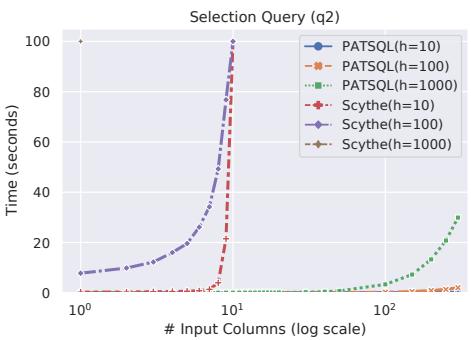 Selection Query (q2)
Time (seconds)
100
80
60
40
20
0
10⁰
10¹
10²
# Input Columns (log scale)
PATSQL(h=10)
PATSQL(h=100)
PATSQL(h=1000)
Scythe(h=10)
Scythe(h=100)
Scythe(h=1000)